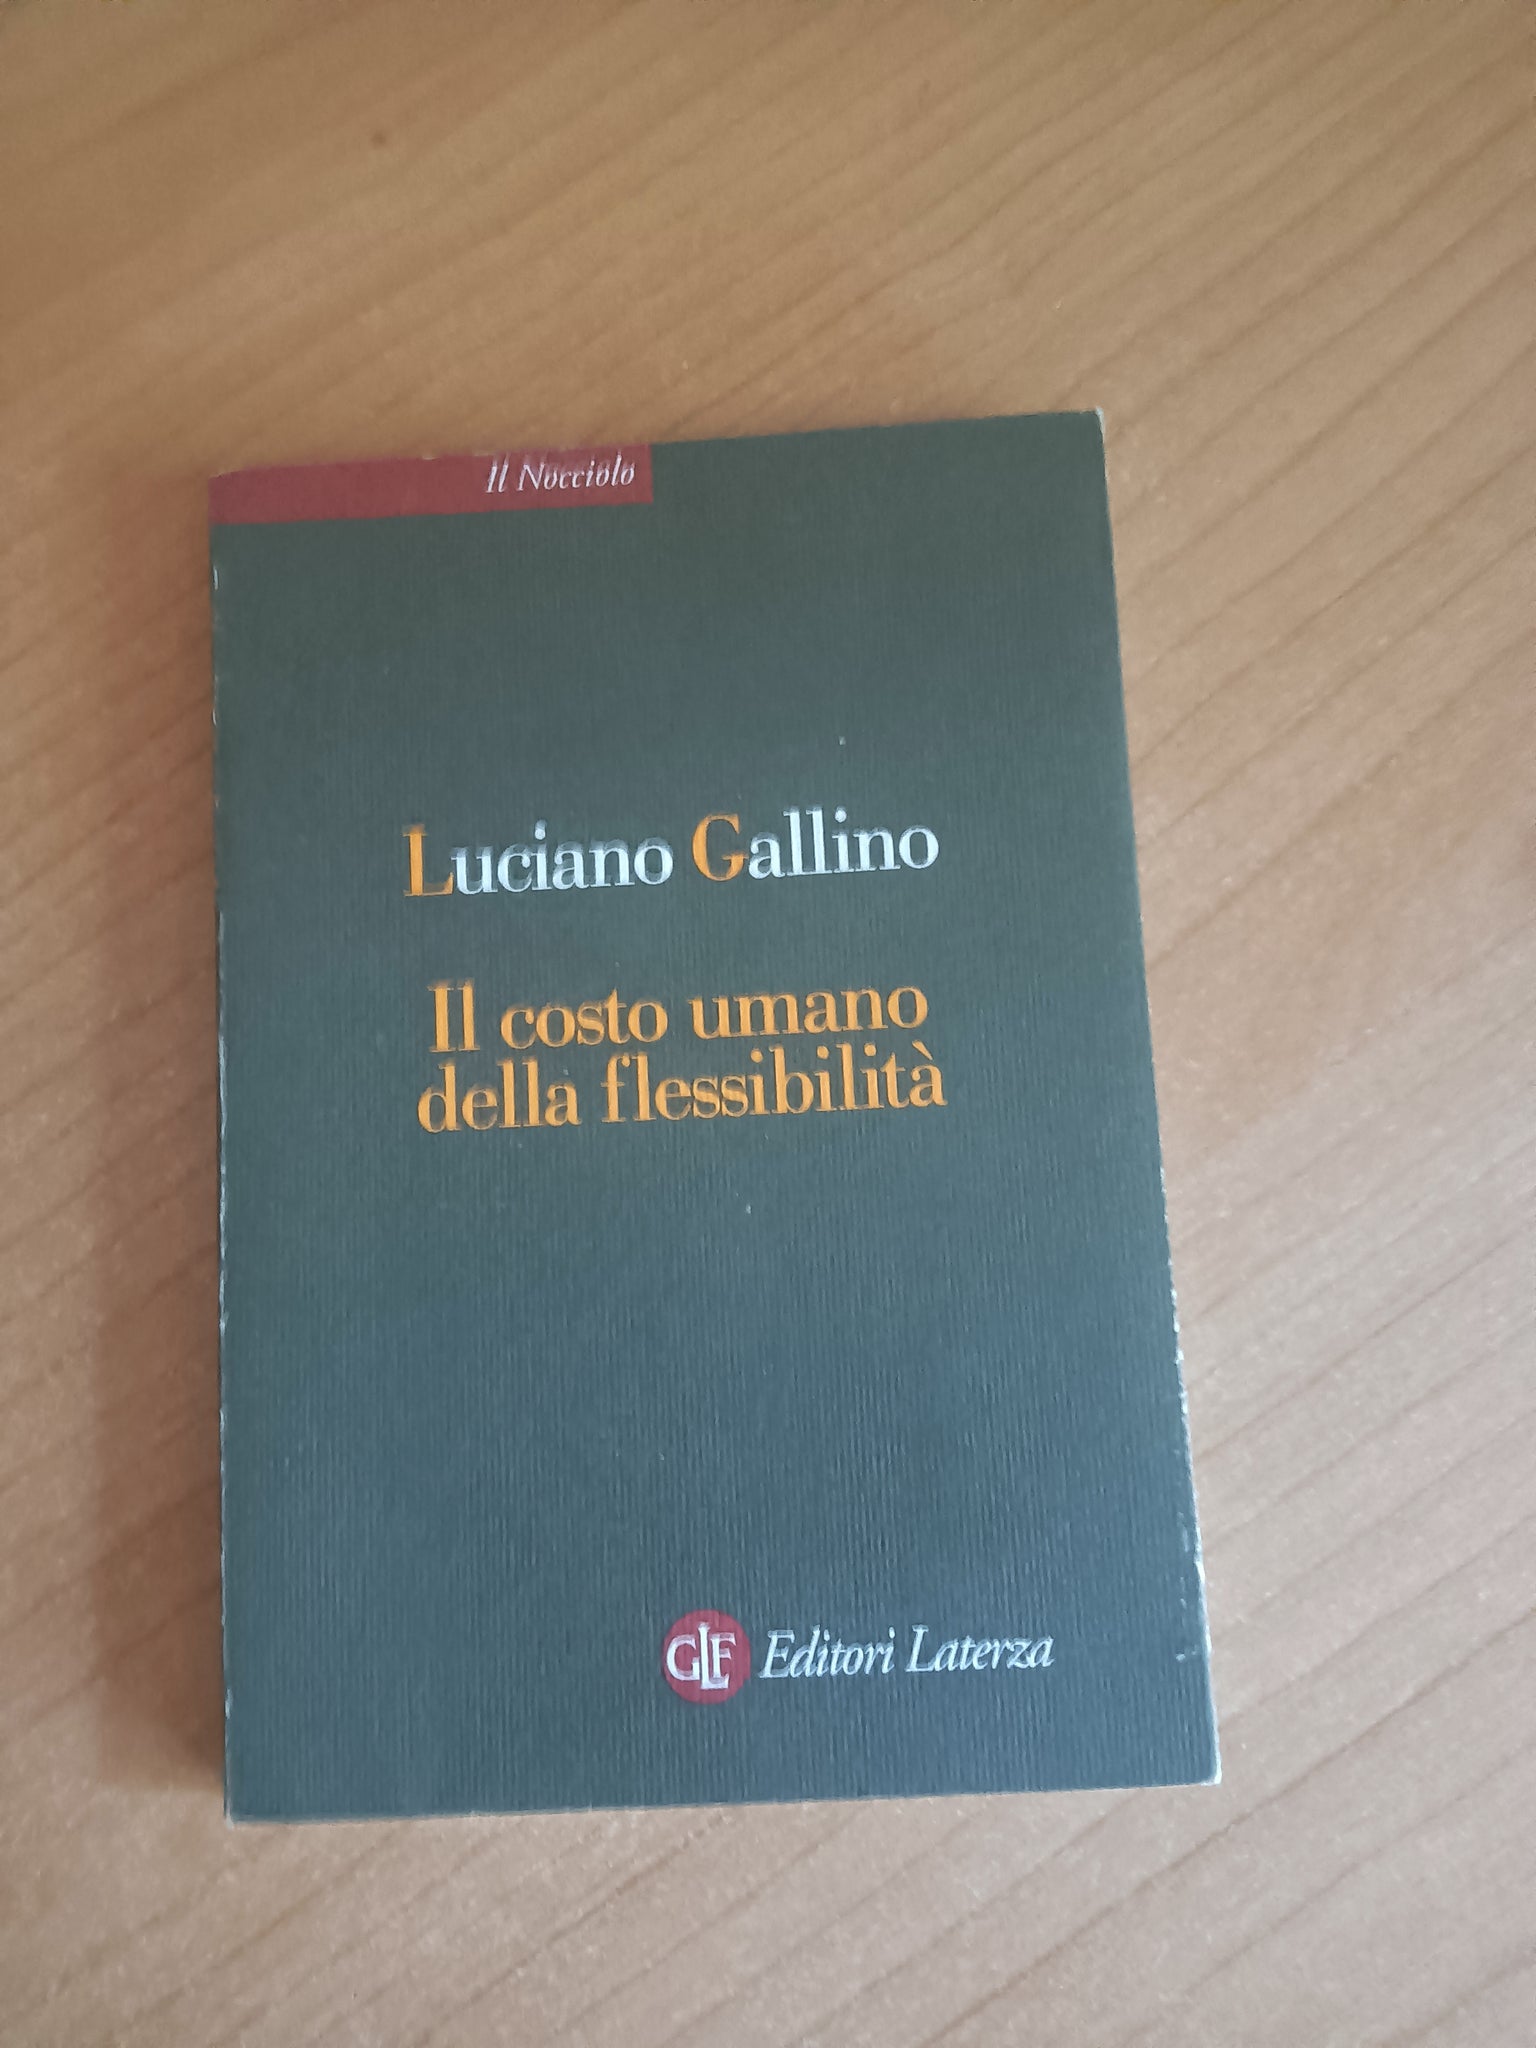 Il Nocciolo
Luciano Gallino
Il costo umano
della flessibilità
GLF Editori Laterza